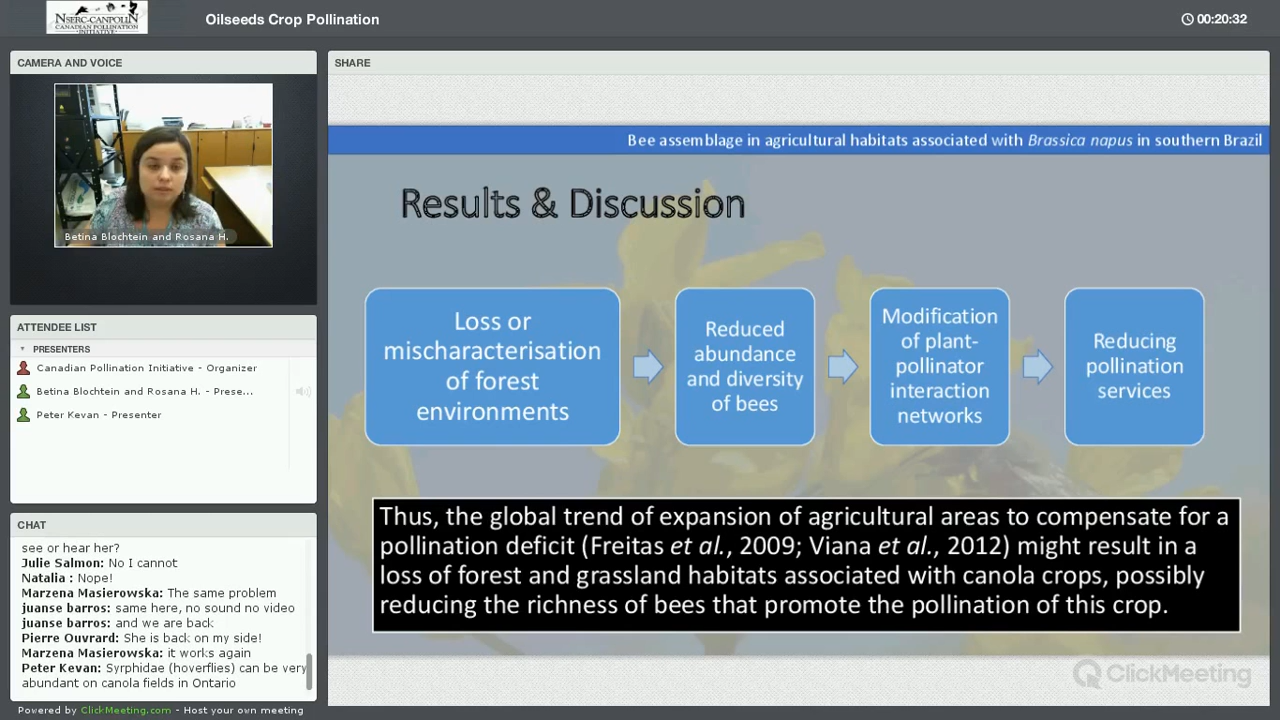 NSERC-CANPOLIN
CANADIAN POLLINATION
INITIATIVE
Oilseeds Crop Pollination
00:20:32
CAMERA AND VOICE
Betina Blochtein and Rosana H.
ATTENDEE LIST
PRESENTERS
Canadian Pollination Initiative - Organizer
Betina Blochtein and Rosana H. - Prese...
Peter Kevan - Presenter
CHAT
see or hear her?
Julie Salmon: No I cannot
Natalia : Nope!
Marzena Masierowska: The same problem
juanse barros: same here, no sound no video
juanse barros: and we are back
Pierre Ouvrard: She is back on my side!
Marzena Masierowska: it works again
Peter Kevan: Syrphidae (hoverflies) can be very
abundant on canola fields in Ontario
Powered by ClickMeeting.com - Host your own meeting
SHARE
Bee assemblage in agricultural habitats associated with Brassica napus in southern Brazil
Results & Discussion
Loss or
mischaracterisation
of forest
environments
Reduced
abundance
and diversity
of bees
Modification
of plant-
pollinator
interaction
networks
Reducing
pollination
services
Thus, the global trend of expansion of agricultural areas to compensate for a
pollination deficit (Freitas et al., 2009; Viana et al., 2012) might result in a
loss of forest and grassland habitats associated with canola crops, possibly
reducing the richness of bees that promote the pollination of this crop.
ClickMeeting